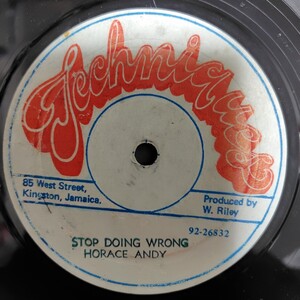 Techniques
85 West Street,
Kingston, Jamaica.
Produced by
W. Riley
92-26832
STOP DOING WRONG
HORACE ANDY